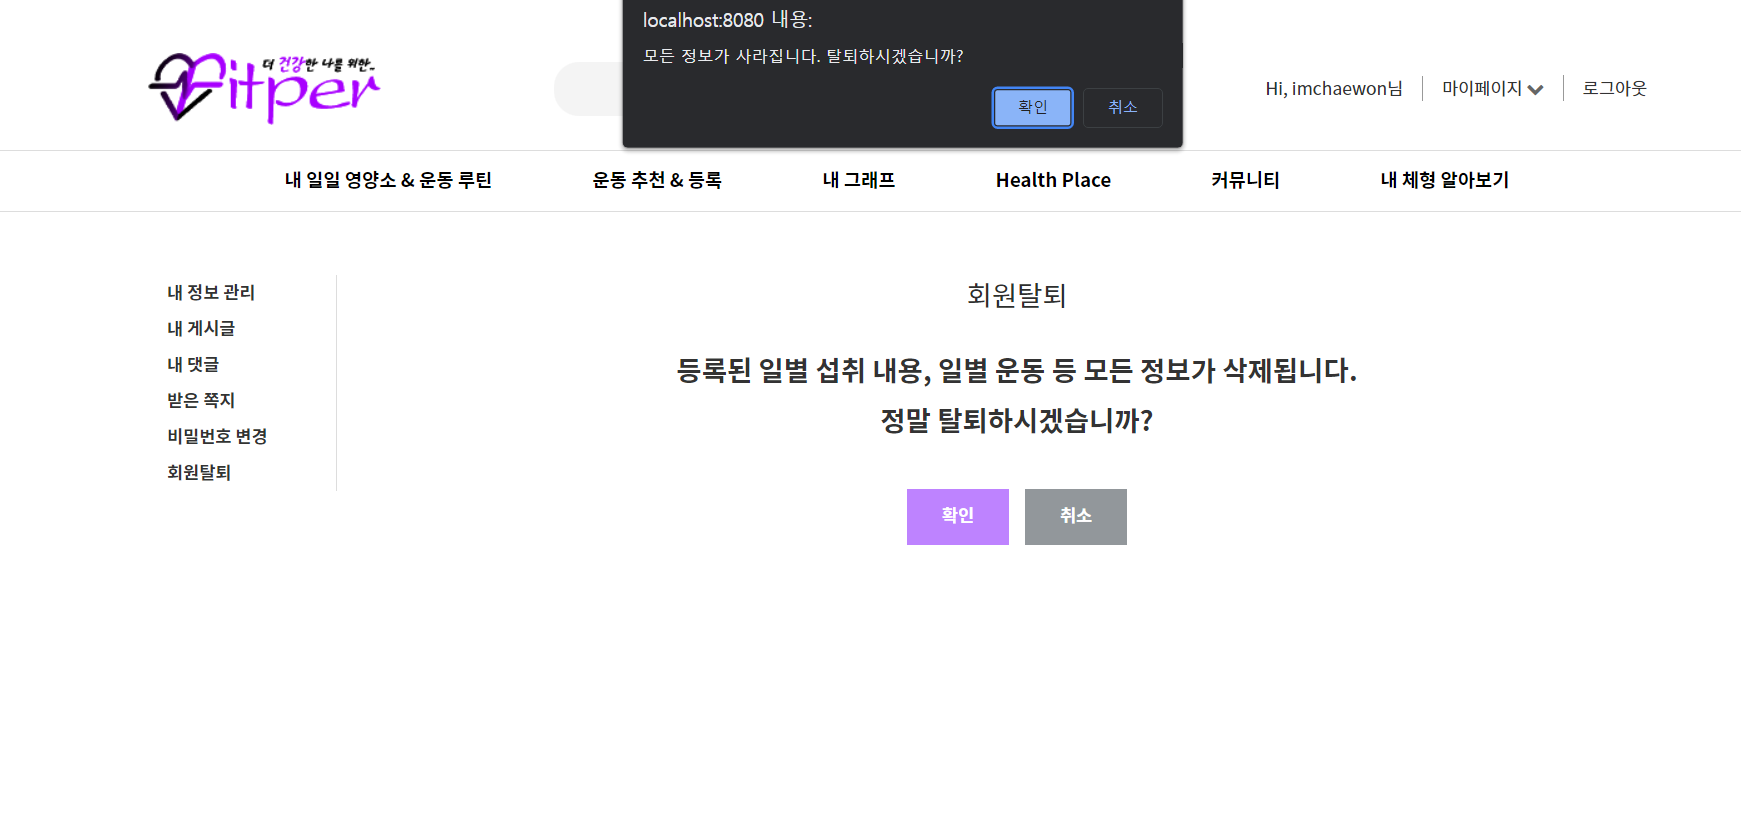 localhost:8080 내용:
모든 정보가 사라집니다. 탈퇴하시겠습니까?
확인 취소
더 건강한 나를 위한..
Fitper
Hi, imchaewon님 마이페이지 로그아웃
내 일일 영양소 & 운동 루틴 운동 추천 & 등록 내 그래프 Health Place 커뮤니티 내 체형 알아보기
내 정보 관리
내 게시글
내 댓글
받은 쪽지
비밀번호 변경
회원탈퇴
회원탈퇴
등록된 일별 섭취 내용, 일별 운동 등 모든 정보가 삭제됩니다.
정말 탈퇴하시겠습니까?
확인 취소